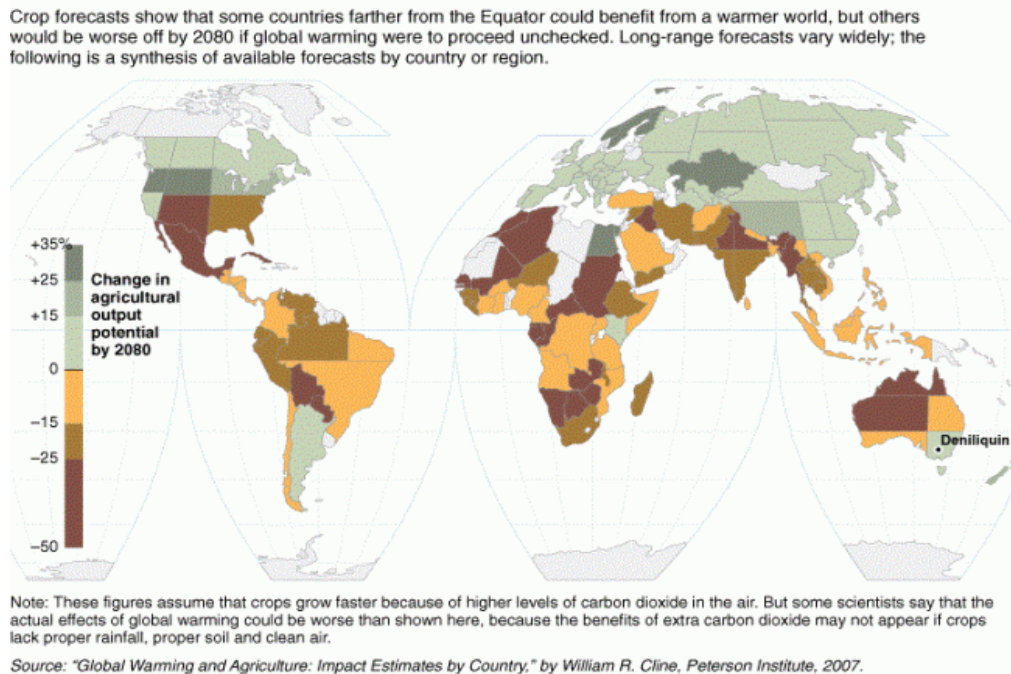 Crop forecasts show that some countries farther from the Equator could benefit from a warmer world, but others
would be worse off by 2080 if global warming were to proceed unchecked. Long-range forecasts vary widely; the
following is a synthesis of available forecasts by country or region.
+35%
+25
+15
0
−15
−25
−50
Change in
agricultural
output
potential
by 2080
Deniliquin
Note: These figures assume that crops grow faster because of higher levels of carbon dioxide in the air. But some scientists say that the
actual effects of global warming could be worse than shown here, because the benefits of extra carbon dioxide may not appear if crops
lack proper rainfall, proper soil and clean air.
Source: “Global Warming and Agriculture: Impact Estimates by Country,” by William R. Cline, Peterson Institute, 2007.